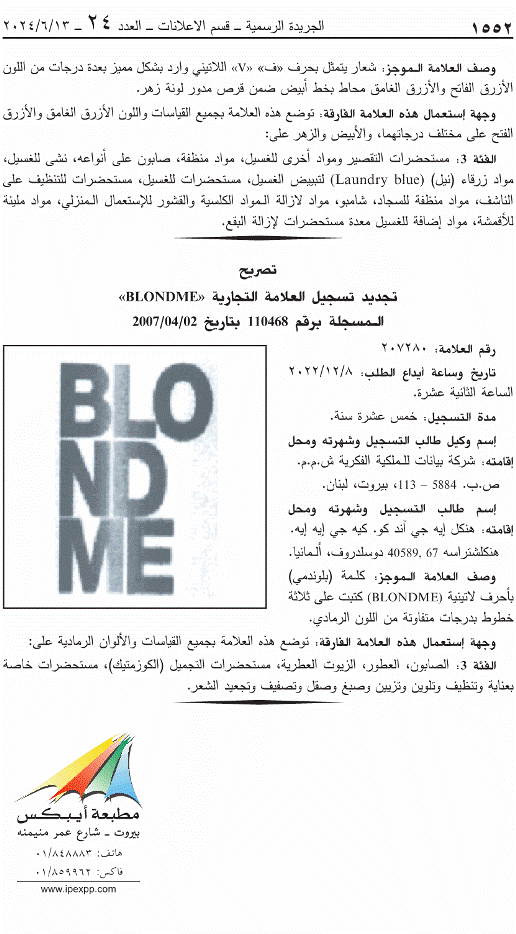 ١٥٥٢
الجريدة الرسمية ـ قسم الاعلانات ـ العدد ٢٤ ـ ٢٠٢٤/٦/١٣
وصف العلامة الموجز: شعار يتمثل بحرف «ف» «V» اللاتيني وارد بشكل مميز بعدة درجات من اللون
الأزرق الفاتح والأزرق الغامق محاط بخط أبيض ضمن قرص مدور لونة زهر.
وجهة إستعمال هذه العلامة الفارقة: توضع هذه العلامة بجميع القياسات واللون الأزرق الغامق والأزرق
الفتح على مختلف درجاتهما، والأبيض والزهر على:
الفئة 3: مستحضرات التقصير ومواد أخرى للغسيل، مواد منظفة، صابون على أنواعه، نشى للغسيل،
مواد زرقاء (نيل) (Laundry blue) لتبييض الغسيل، مستحضرات للغسيل، مستحضرات للتنظيف على
الناشف، مواد منظفة للسجاد، شامبو، مواد لازالة المواد الكلسية والقشور للإستعمال المنزلي، مواد ملينة
للأقمشة، مواد إضافة للغسيل معدة مستحضرات لإزالة البقع.
تصريح
تجديد تسجيل العلامة التجارية «BLONDME»
المسجلة برقم 110468 بتاريخ 2007/04/02
رقم العلامة: ٢٠٧٢٨٠
تاريخ وساعة أيداع الطلب: ٢٠٢٢/١٢/٨
الساعة الثانية عشرة.
مدة التسجيل: خمس عشرة سنة.
إسم وكيل طالب التسجيل وشهرته ومحل
إقامته: شركة بيانات للملكية الفكرية ش.م.م.
ص.ب. 5884 – 113، بيروت، لبنان.
إسم طالب التسجيل وشهرته ومحل
إقامته: هنكل إيه جي آند كو. كيه جي إيه إيه.
هنكلشتراسه 67 ,40589 دوسلدروف، ألمانيا.
وصف العلامة الموجز: كلمة (بلوندمي)
بأحرف لاتينية (BLONDME) كتبت على ثلاثة
خطوط بدرجات متفاوتة من اللون الرمادي.
BLO
ND
ME
وجهة إستعمال هذه العلامة الفارقة: توضع هذه العلامة بجميع القياسات والألوان الرمادية على:
الفئة 3: الصابون، العطور، الزيوت العطرية، مستحضرات التجميل (الكوزمتيك)، مستحضرات خاصة
بعناية وتنظيف وتلوين وتزيين وصبغ وصقل وتصفيف وتجعيد الشعر.
مطبعة أيبكس
بيروت ـ شارع عمر منيمنه
هاتف: ٠١/٨٤٨٨٨٣
فاكس: ٠١/٨٥٩٩٦٢
www.ipexpp.com